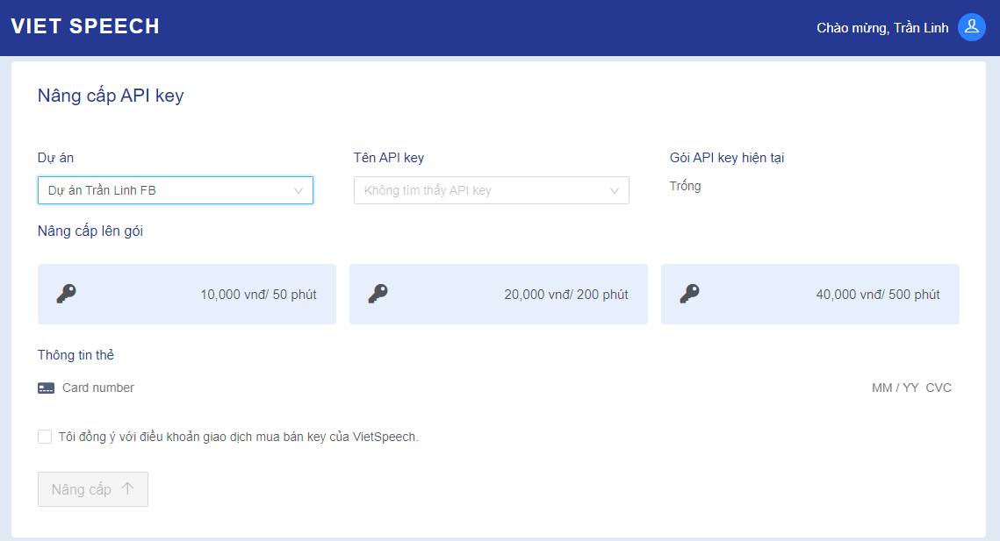 VIET SPEECH
Chào mừng, Trần Linh
Nâng cấp API key
Dự án
Tên API key
Gói API key hiện tại
Dự án Trần Linh FB
Không tìm thấy API key
Trống
Nâng cấp lên gói
10,000 vnđ/ 50 phút
20,000 vnđ/ 200 phút
40,000 vnđ/ 500 phút
Thông tin thẻ
Card number
MM / YY CVC
Tôi đồng ý với điều khoản giao dịch mua bán key của VietSpeech.
Nâng cấp